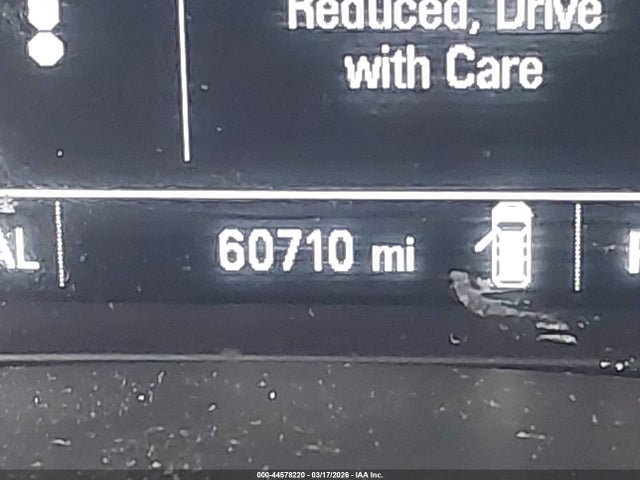 Reduced, Drive
with Care
AL
60710 mi
000-44578220 - 03/17/2026 - IAA Inc.